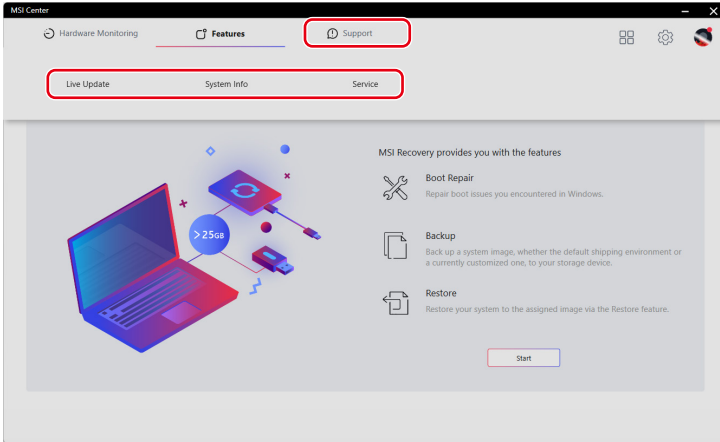 MSI Center
Hardware Monitoring
Features
Support
Live Update
System Info
Service
MSI Recovery provides you with the features
Boot Repair
Repair boot issues you encountered in Windows.
>25GB
Backup
Back up a system image, whether the default shipping environment or
a currently customized one, to your storage device.
Restore
Restore your system to the assigned image via the Restore feature.
Start